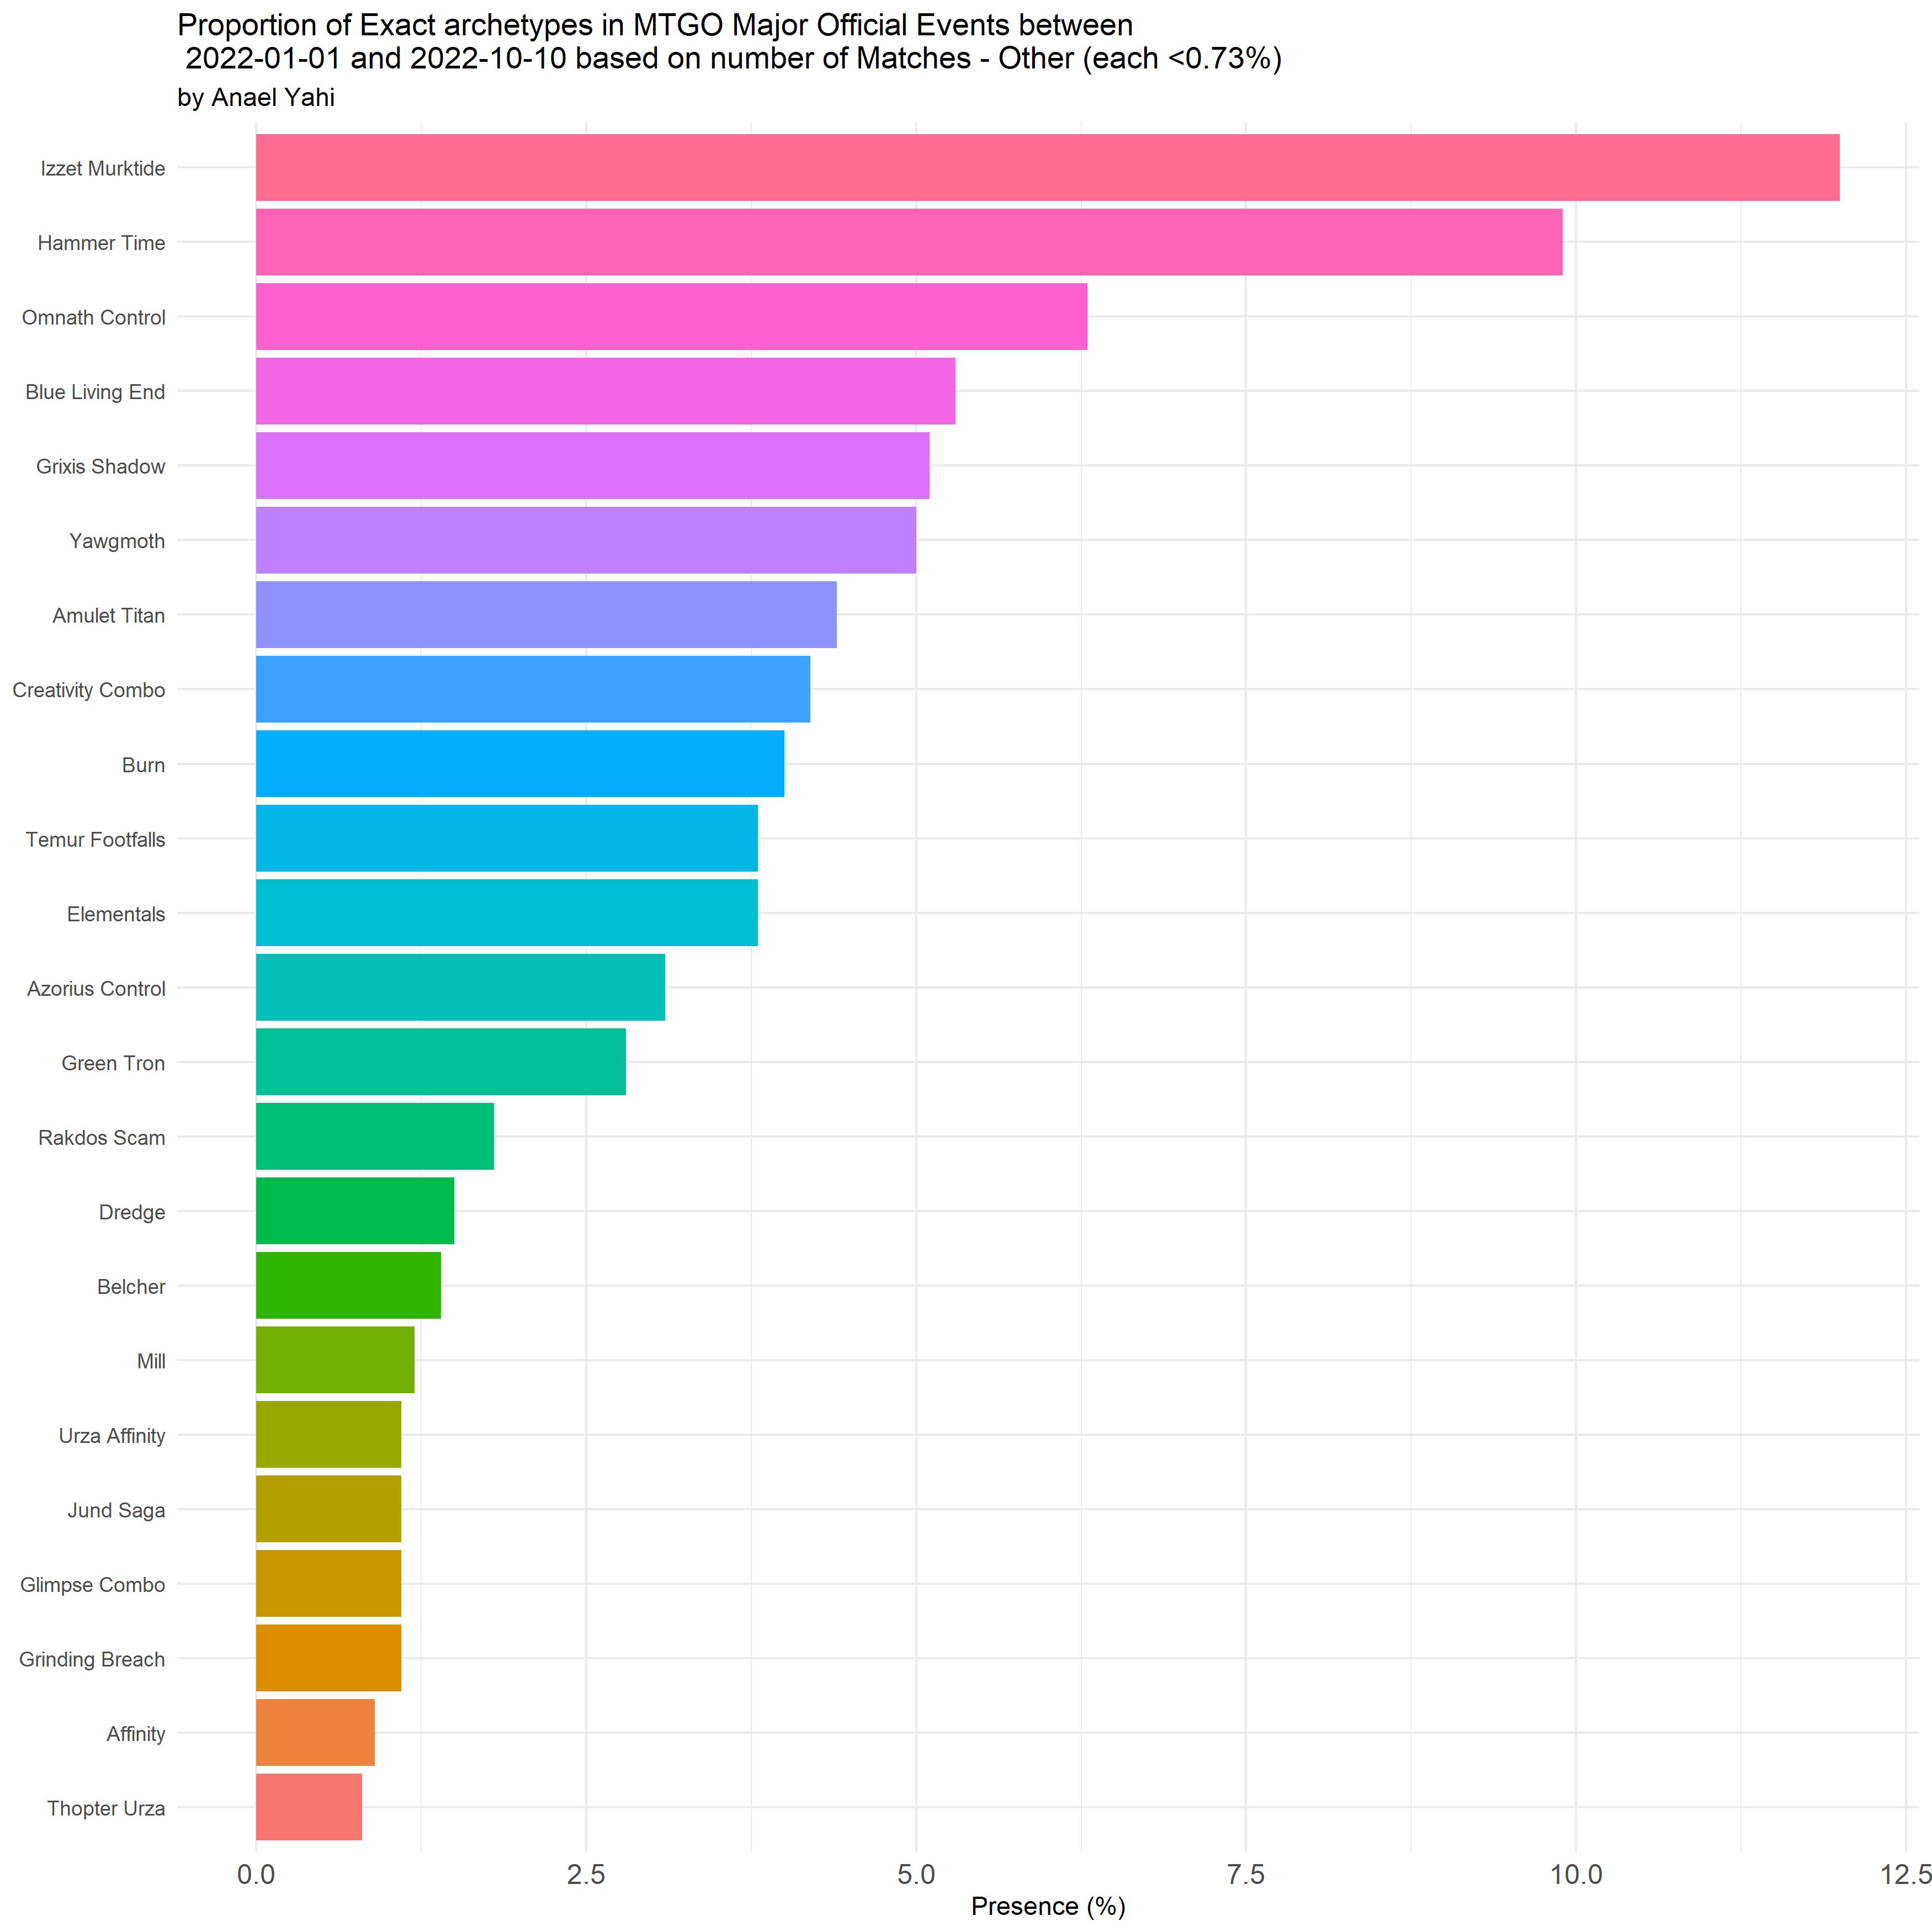 Proportion of Exact archetypes in MTGO Major Official Events between
2022-01-01 and 2022-10-10 based on number of Matches - Other (each <0.73%)
by Anael Yahi
Izzet Murktide
Hammer Time
Omnath Control
Blue Living End
Grixis Shadow
Yawgmoth
Amulet Titan
Creativity Combo
Burn
Temur Footfalls
Elementals
Azorius Control
Green Tron
Rakdos Scam
Dredge
Belcher
Mill
Urza Affinity
Jund Saga
Glimpse Combo
Grinding Breach
Affinity
Thopter Urza
0.0 2.5 5.0 7.5 10.0 12.5
Presence (%)